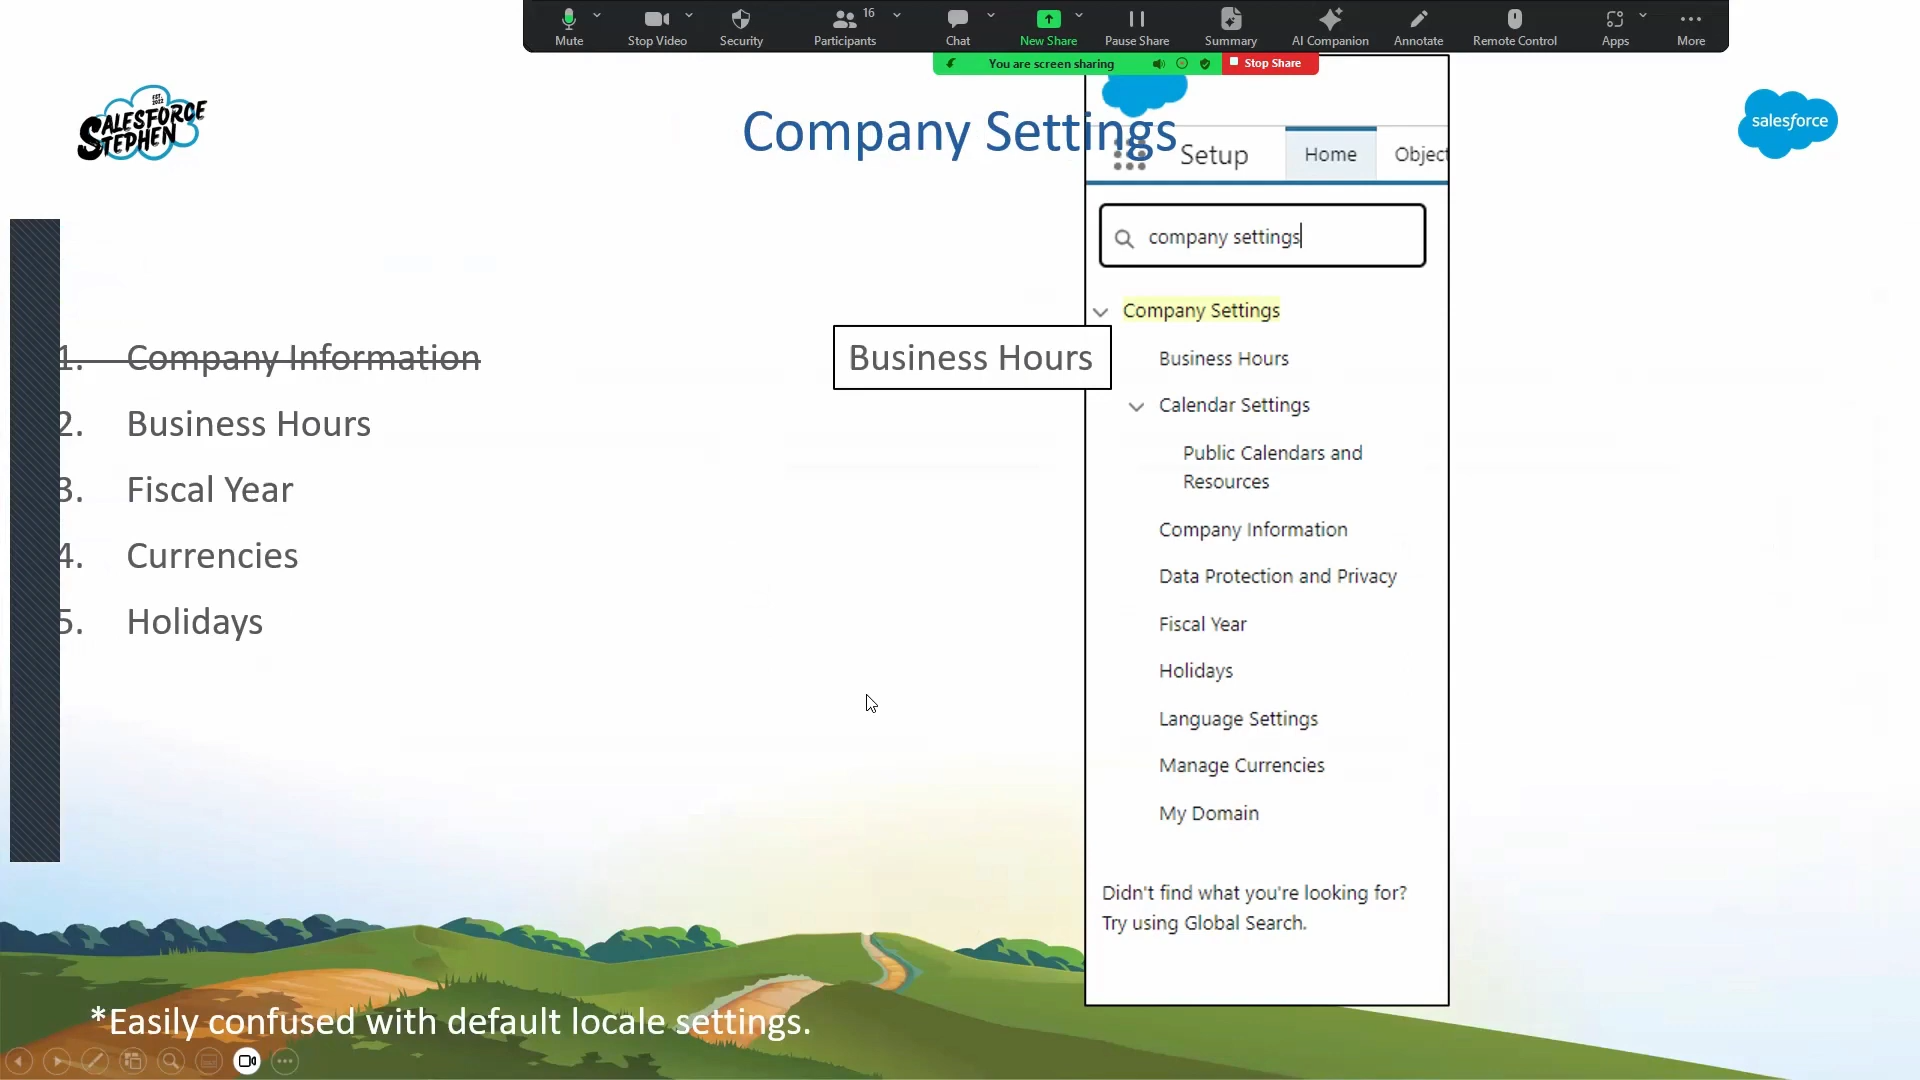 Mute
Stop Video
Security
Participants
16
Chat
New Share
Pause Share
Summary
AI Companion
Annotate
Remote Control
Apps
More
You are screen sharing
Stop Share
EST.
2022
SALESFORCE
STEPHEN
Company Settings
salesforce
Setup
Home
Object
company settings
Company Settings
Business Hours
Calendar Settings
Public Calendars and
Resources
Company Information
Data Protection and Privacy
Fiscal Year
Holidays
Language Settings
Manage Currencies
My Domain
Didn't find what you're looking for?
Try using Global Search.
1. Company Information
2. Business Hours
3. Fiscal Year
4. Currencies
5. Holidays
Business Hours
*Easily confused with default locale settings.